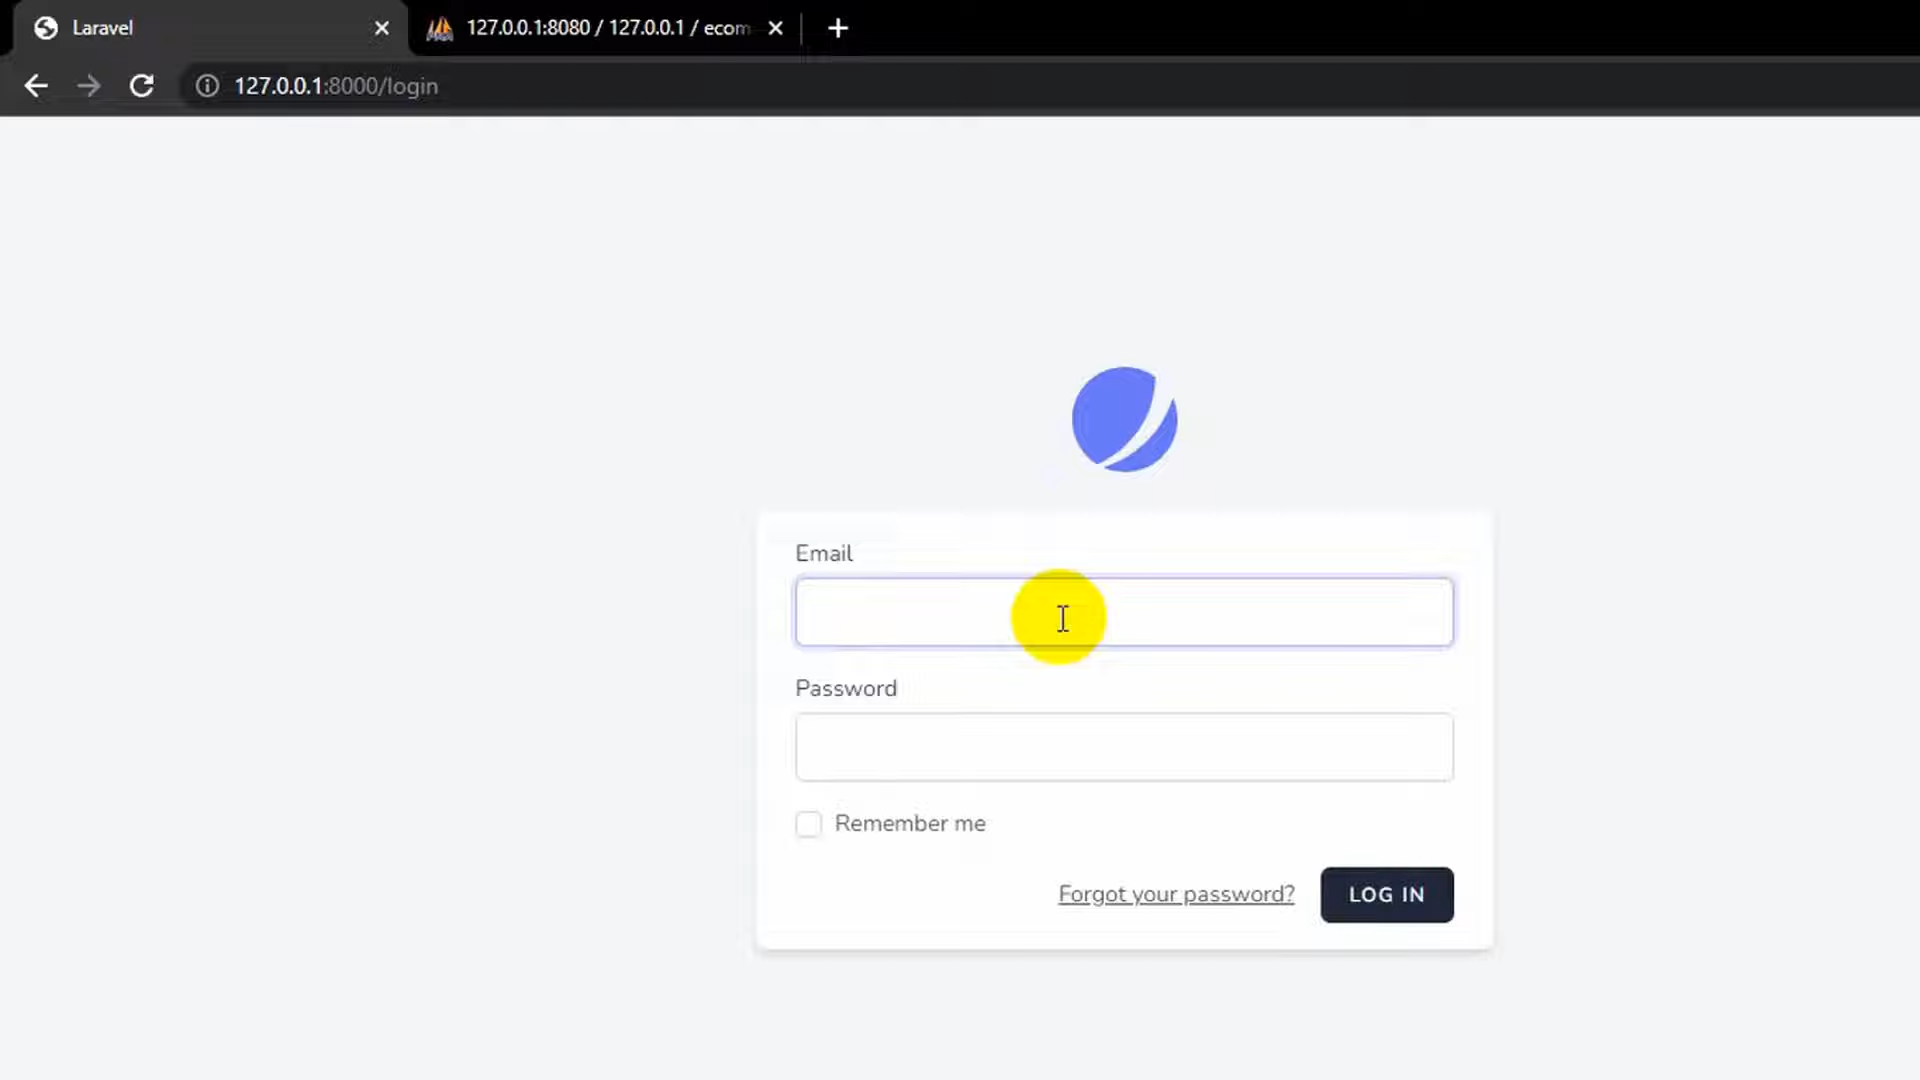 Laravel
127.0.0.1:8080 / 127.0.0.1 / ecom
127.0.0.1:8000/login
Email
Password
Remember me
Forgot your password?
LOG IN